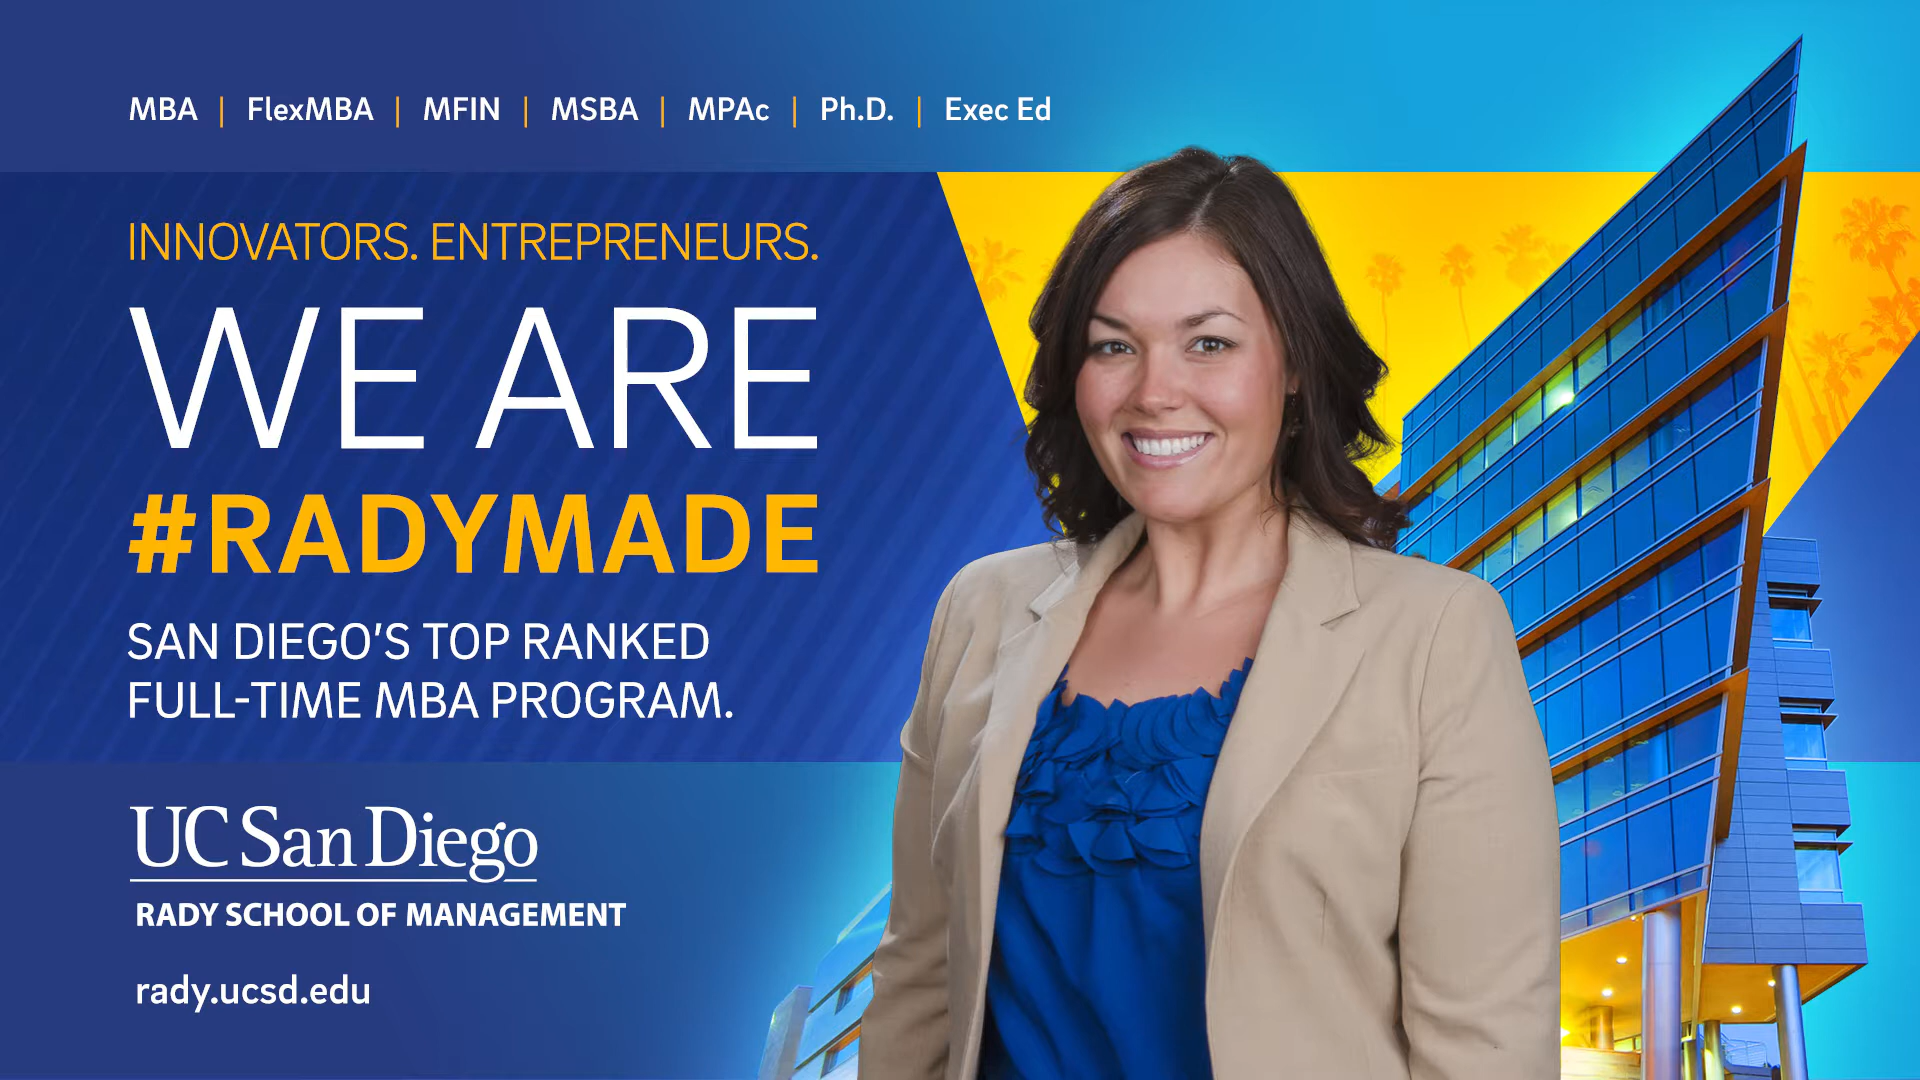 MBA | FlexMBA | MFIN | MSBA | MPAc | Ph.D. | Exec Ed
INNOVATORS. ENTREPRENEURS.
WE ARE
#RADYMADE
SAN DIEGO'S TOP RANKED
FULL-TIME MBA PROGRAM.
UC San Diego
RADY SCHOOL OF MANAGEMENT
rady.ucsd.edu